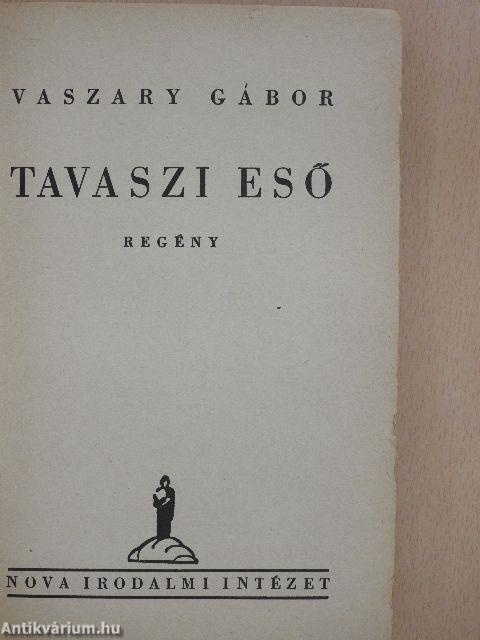 VASZARY GÁBOR
TAVASZI ESŐ
REGÉNY
NOVA IRODALMI INTÉZET
Antikvárium.hu